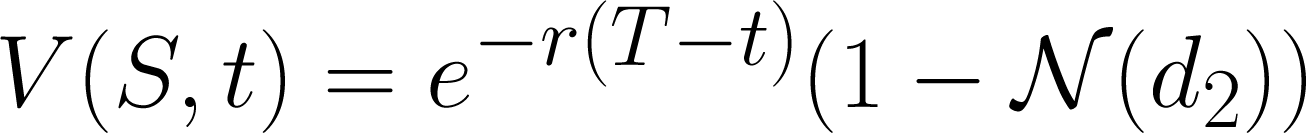 V(S, t) = e^{-r(T-t)}(1 - \mathcal{N}(d_2))